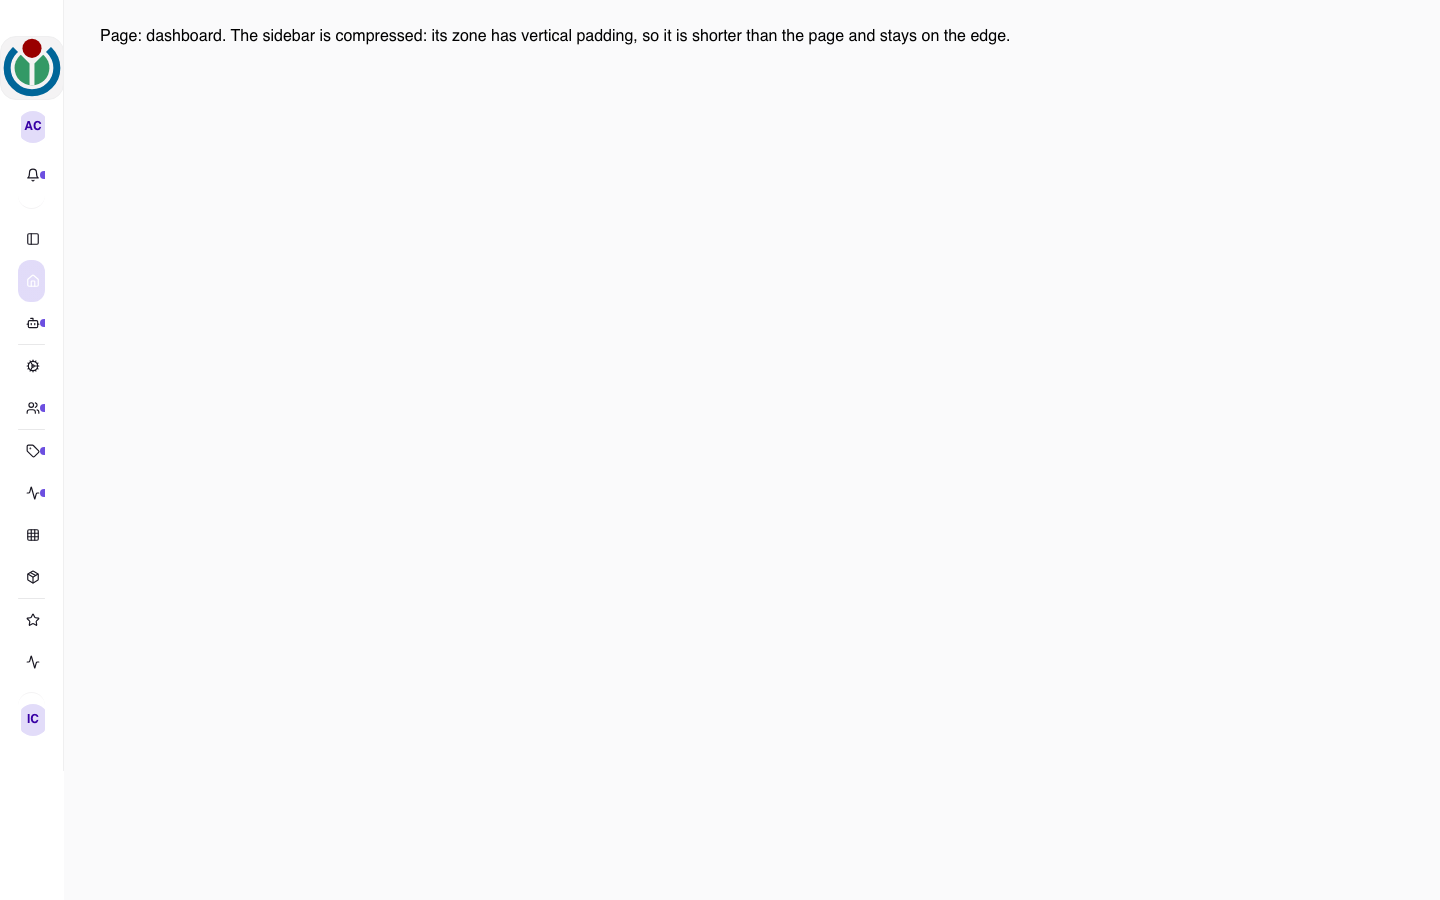 Page: dashboard. The sidebar is compressed: its zone has vertical padding, so it is shorter than the page and stays on the edge.
AC
IC